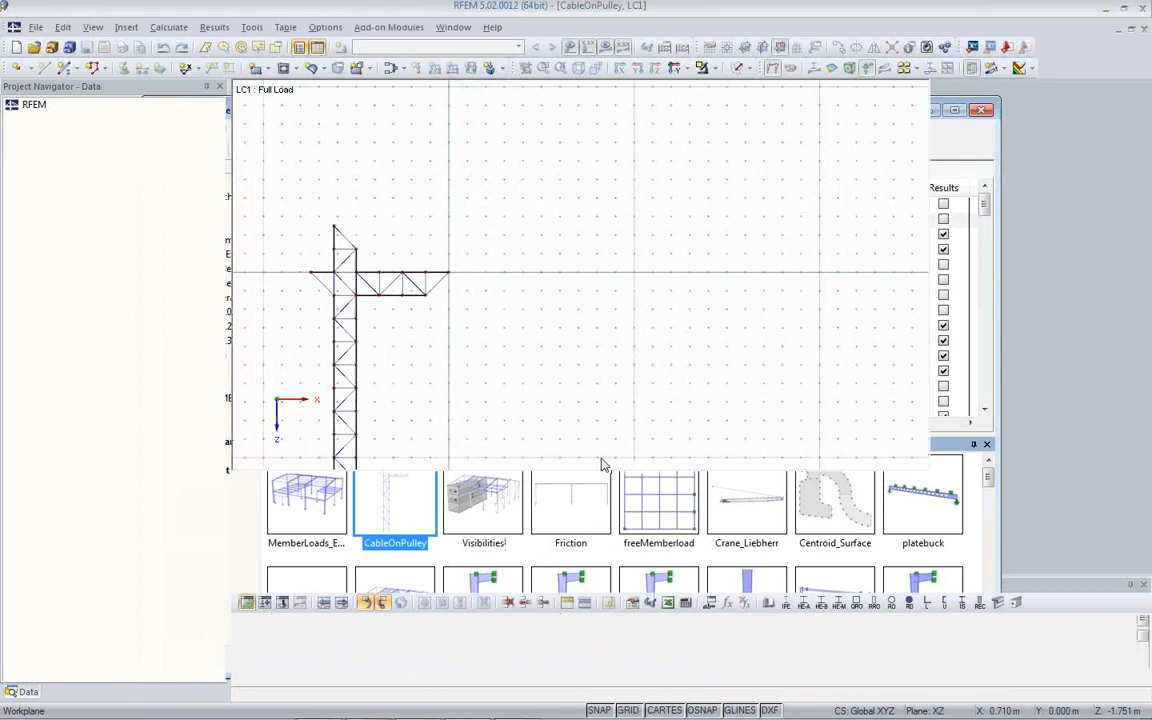 RFEM 5.02.0012 (64bit) - [CableOnPulley, LC1]
File Edit View Insert Calculate Results Tools Table Options Add-on Modules Window Help
Project Navigator - Data
LC1 : Full Load
RFEM
Results
X
Z
MemberLoads_E... CableOnPulley Visibilities Friction freeMemberload Crane_Liebherr Centroid_Surface platebuck
Data
Workplane
SNAP GRID CARTES OSNAP GLINES DXF CS: Global XYZ Plane: XZ X: 0.710 m Y: 0.000 m Z: -1.751 m